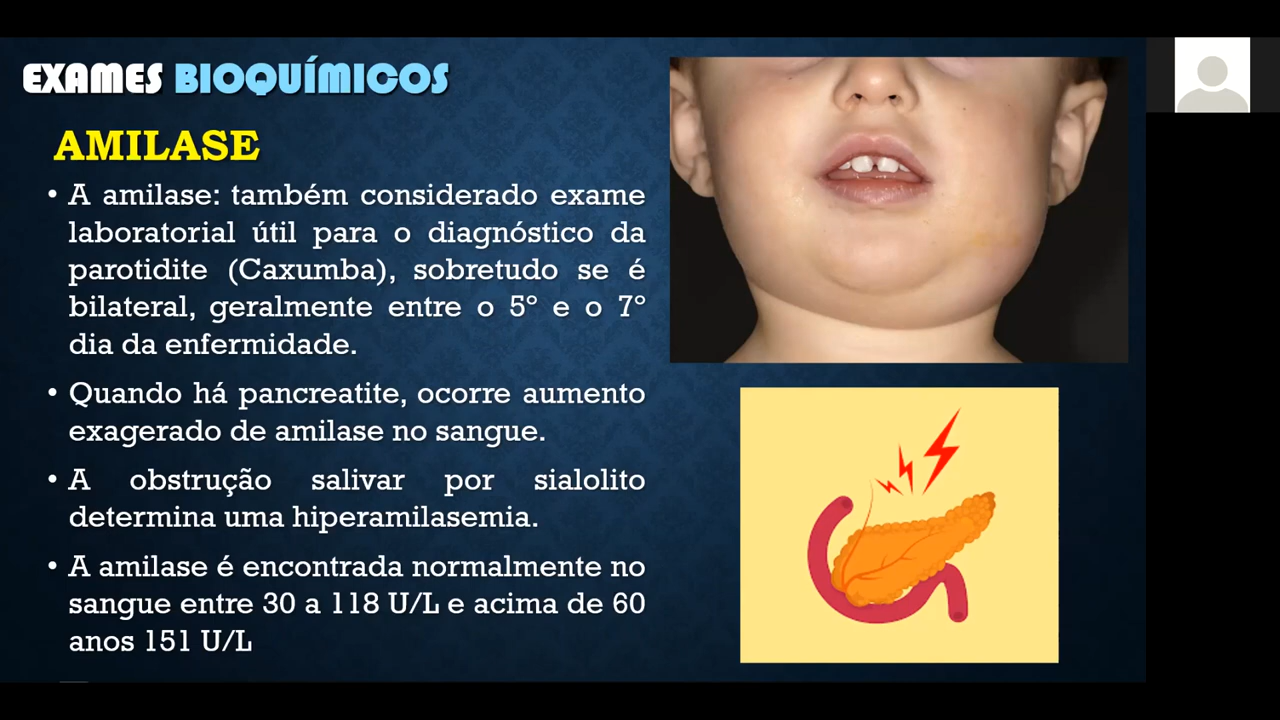 EXAMES BIOQUÍMICOS
AMILASE
• A amilase: também considerado exame
laboratorial útil para o diagnóstico da
parotidite (Caxumba), sobretudo se é
bilateral, geralmente entre o 5º e o 7º
dia da enfermidade.
• Quando há pancreatite, ocorre aumento
exagerado de amilase no sangue.
• A obstrução salivar por sialolito
determina uma hiperamilasemia.
• A amilase é encontrada normalmente no
sangue entre 30 a 118 U/L e acima de 60
anos 151 U/L